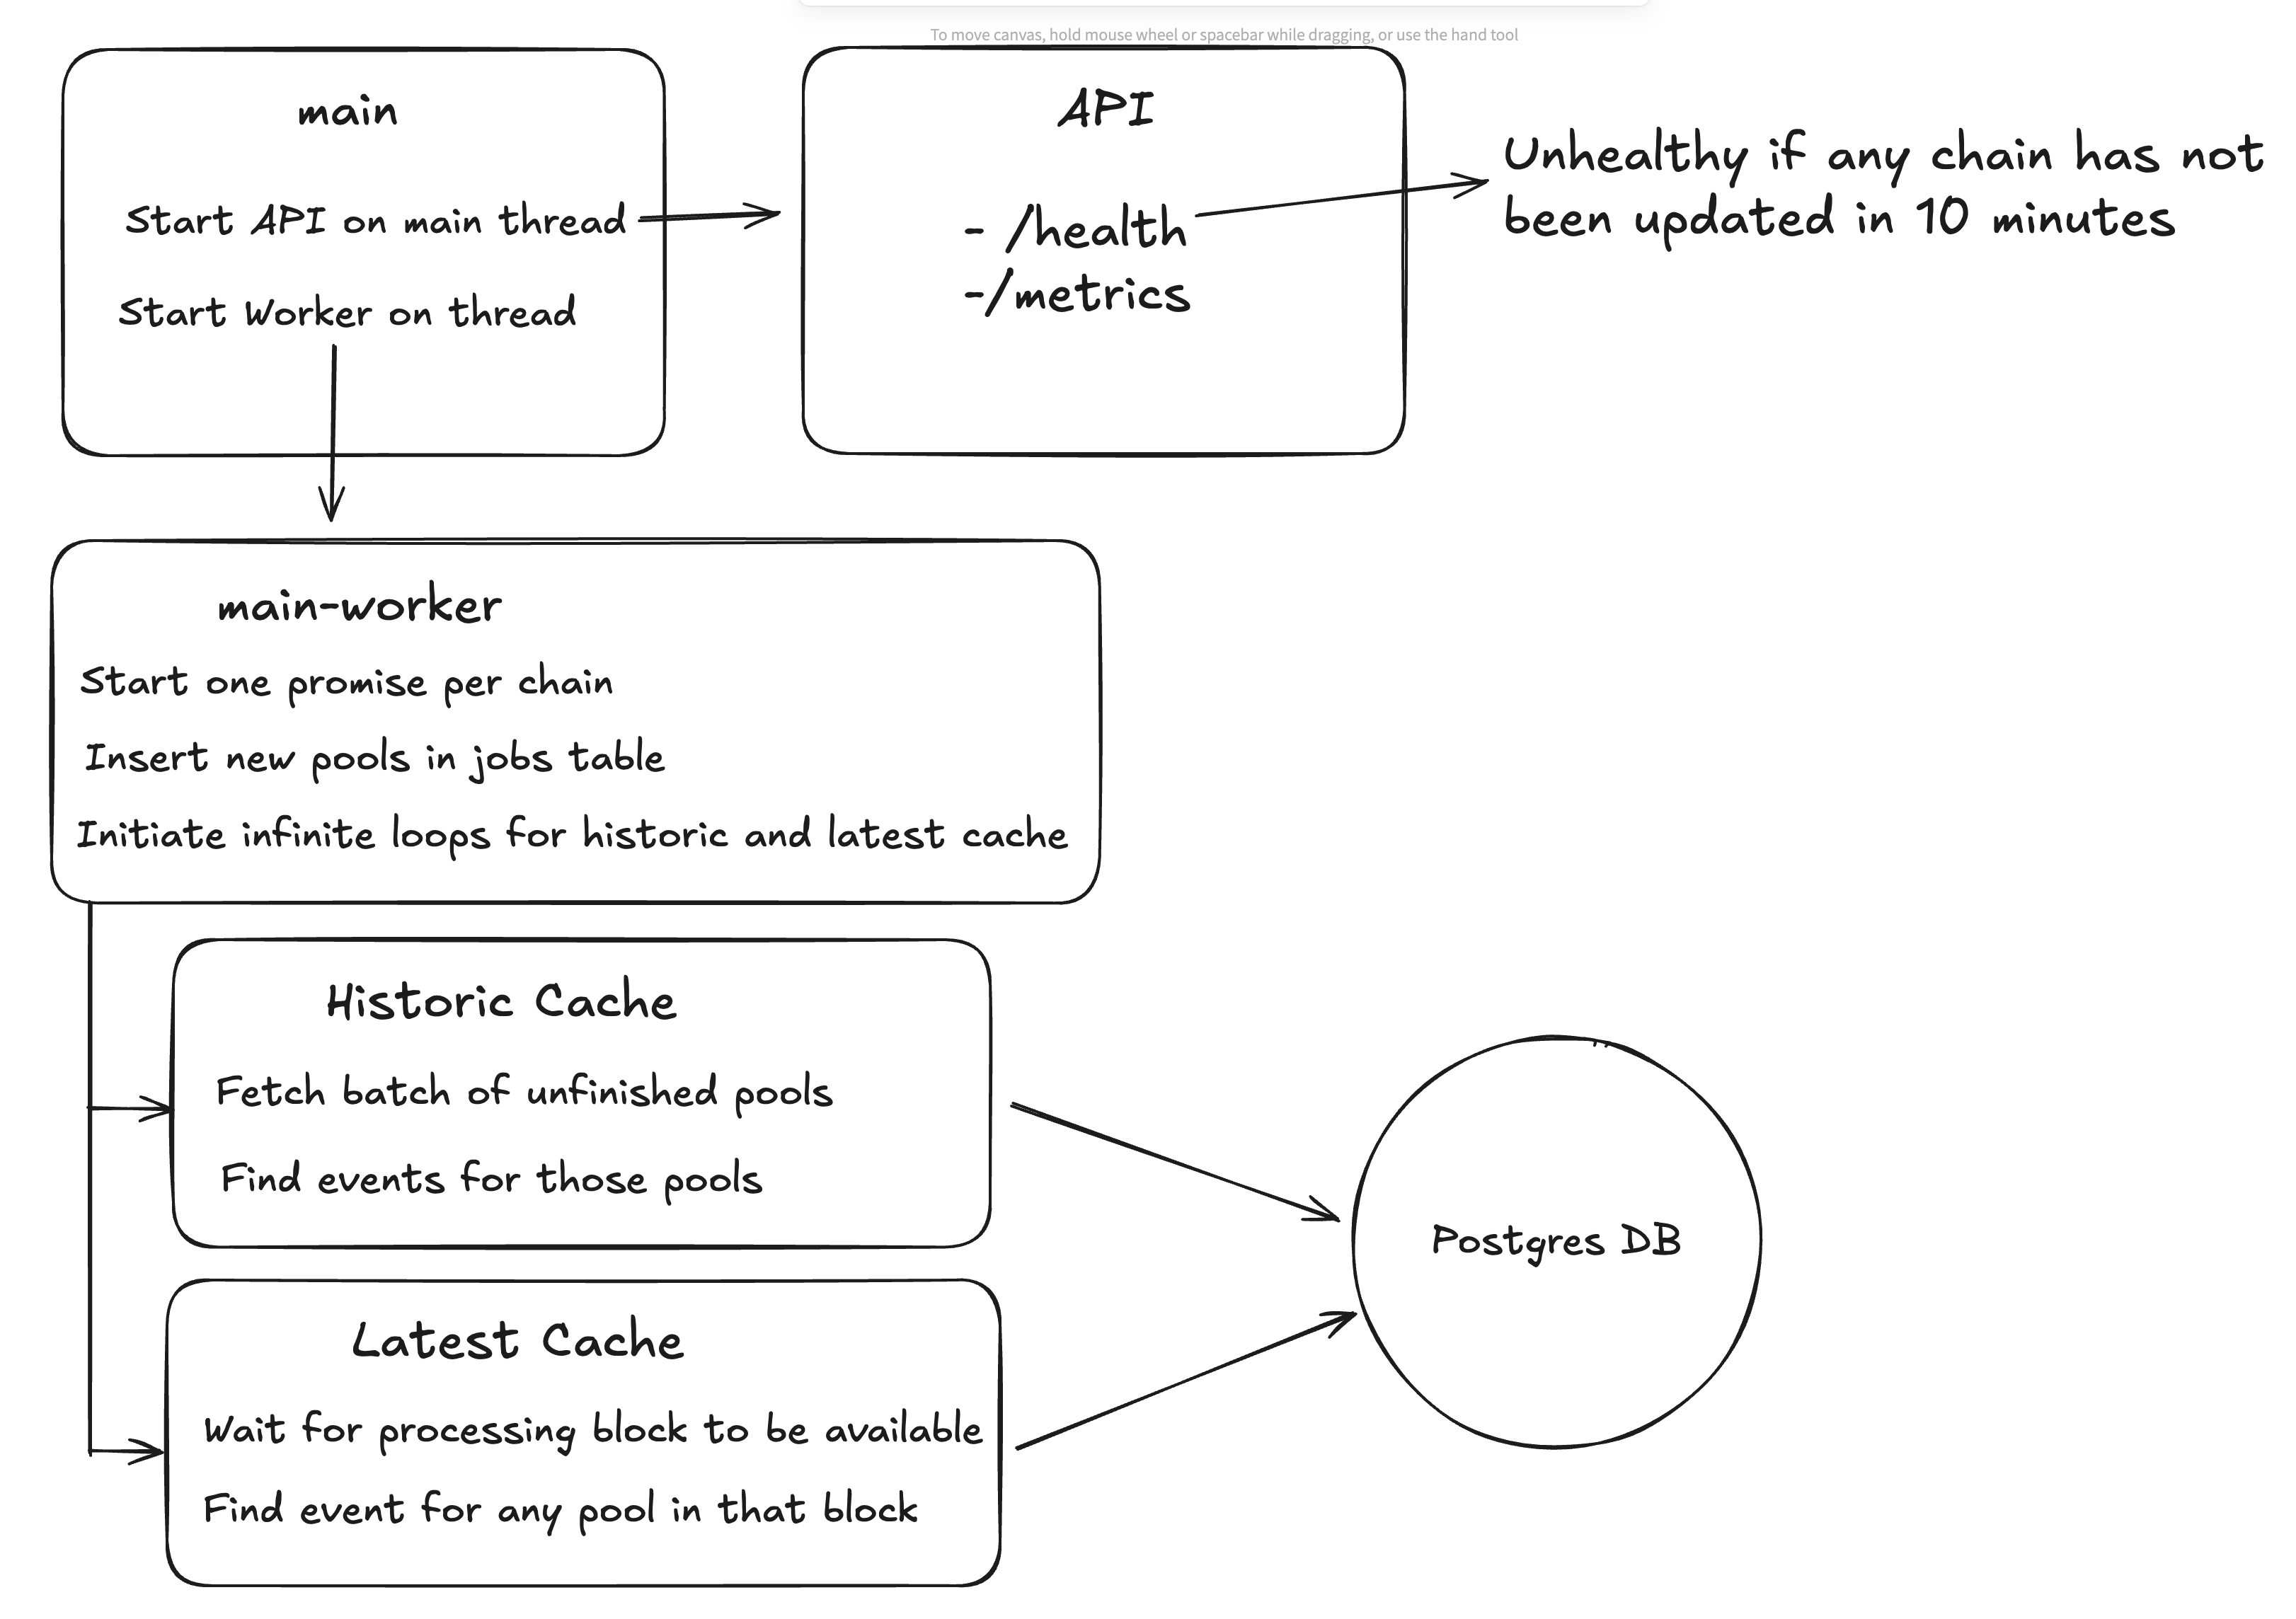 To move canvas, hold mouse wheel or spacebar while dragging, or use the hand tool
main
Start API on main thread
Start Worker on thread
API
- /health
-/metrics
Unhealthy if any chain has not
been updated in 10 minutes
main-worker
Start one promise per chain
Insert new pools in jobs table
Initiate infinite loops for historic and latest cache
Historic Cache
Fetch batch of unfinished pools
Find events for those pools
Latest Cache
Wait for processing block to be available
Find event for any pool in that block
Postgres DB